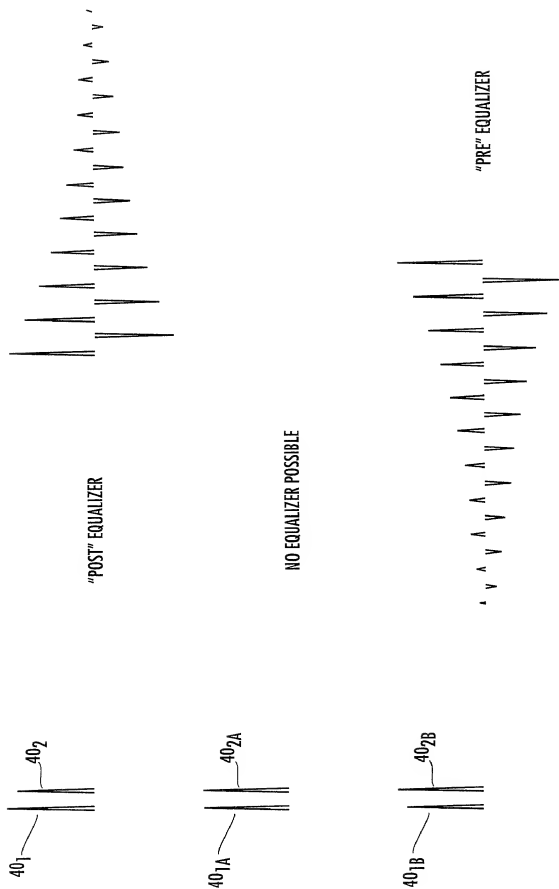 40₁
40₂
"POST" EQUALIZER
40₁A
40₂A
NO EQUALIZER POSSIBLE
40₁B
40₂B
"PRE" EQUALIZER